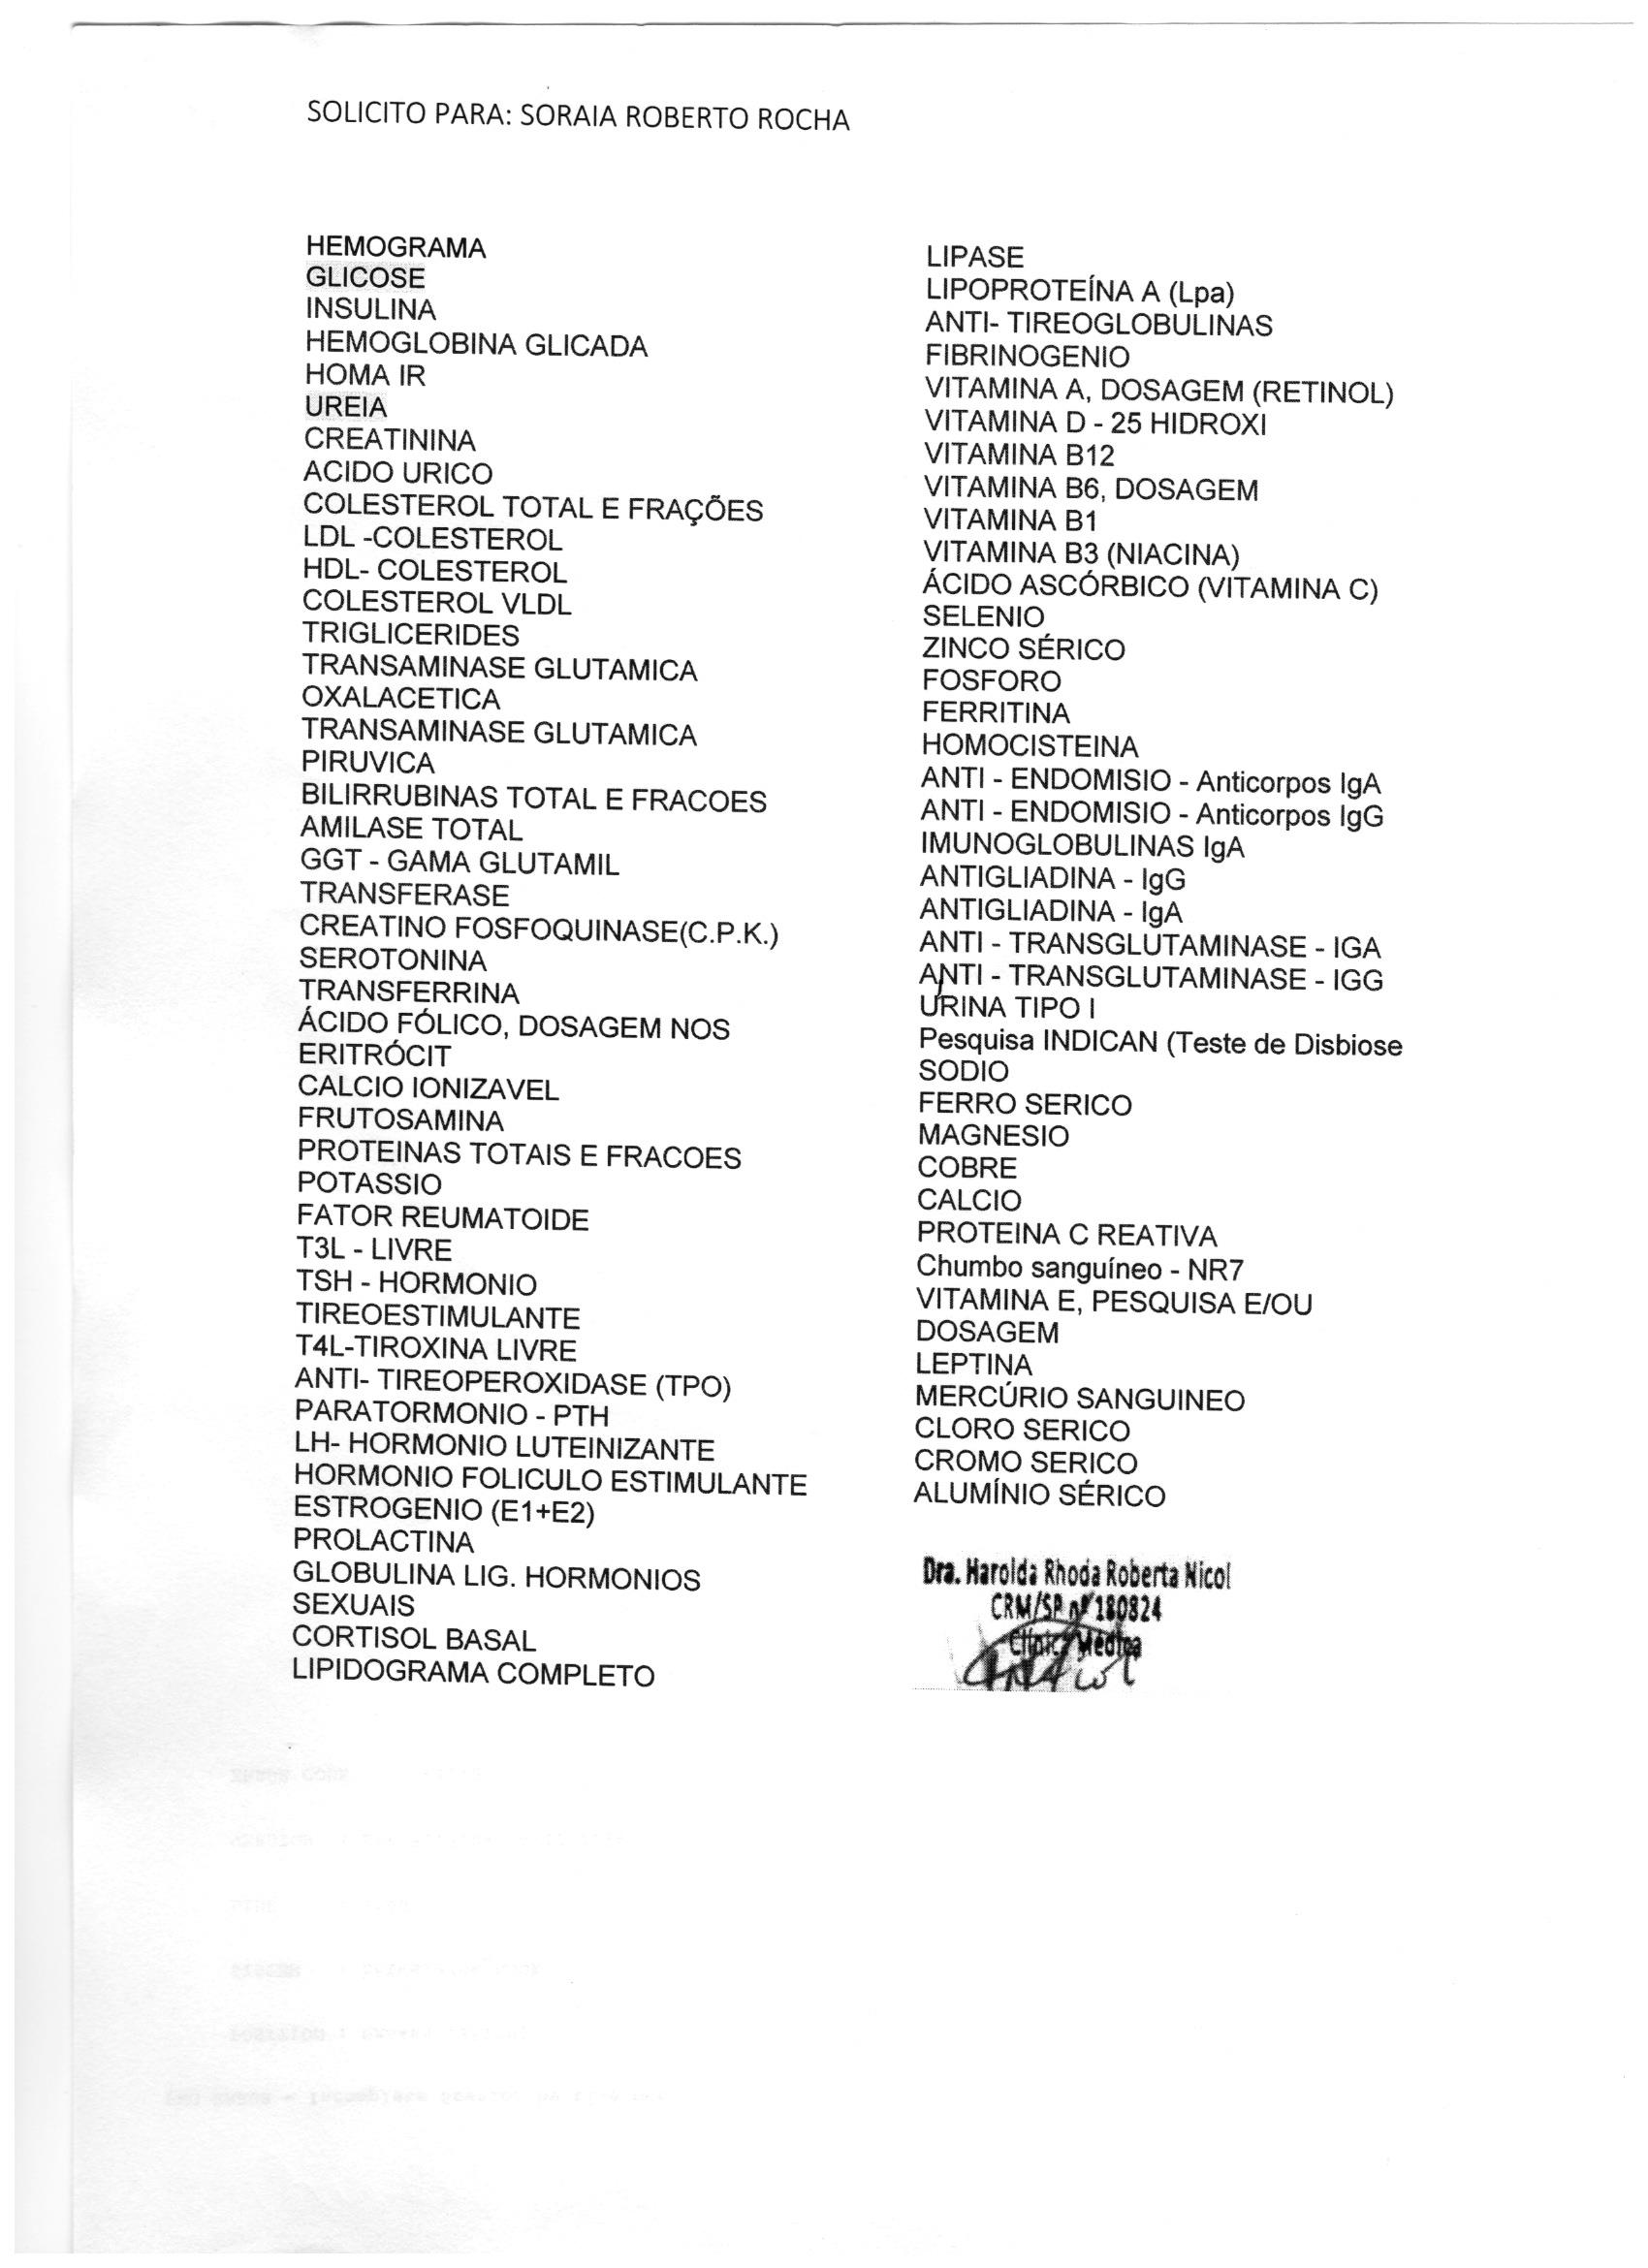 SOLICITO PARA: SORAIA ROBERTO ROCHA
HEMOGRAMA
GLICOSE
INSULINA
HEMOGLOBINA GLICADA
HOMA IR
UREIA
CREATININA
ACIDO URICO
COLESTEROL TOTAL E FRAÇÕES
LDL -COLESTEROL
HDL- COLESTEROL
COLESTEROL VLDL
TRIGLICERIDES
TRANSAMINASE GLUTAMICA
OXALACETICA
TRANSAMINASE GLUTAMICA
PIRUVICA
BILIRRUBINAS TOTAL E FRACOES
AMILASE TOTAL
GGT - GAMA GLUTAMIL
TRANSFERASE
CREATINO FOSFOQUINASE(C.P.K.)
SEROTONINA
TRANSFERRINA
ÁCIDO FÓLICO, DOSAGEM NOS
ERITRÓCIT
CALCIO IONIZAVEL
FRUTOSAMINA
PROTEINAS TOTAIS E FRACOES
POTASSIO
FATOR REUMATOIDE
T3L - LIVRE
TSH - HORMONIO
TIREOESTIMULANTE
T4L-TIROXINA LIVRE
ANTI- TIREOPEROXIDASE (TPO)
PARATORMONIO - PTH
LH- HORMONIO LUTEINIZANTE
HORMONIO FOLICULO ESTIMULANTE
ESTROGENIO (E1+E2)
PROLACTINA
GLOBULINA LIG. HORMONIOS
SEXUAIS
CORTISOL BASAL
LIPIDOGRAMA COMPLETO
LIPASE
LIPOPROTEÍNA A (Lpa)
ANTI- TIREOGLOBULINAS
FIBRINOGENIO
VITAMINA A, DOSAGEM (RETINOL)
VITAMINA D - 25 HIDROXI
VITAMINA B12
VITAMINA B6, DOSAGEM
VITAMINA B1
VITAMINA B3 (NIACINA)
ÁCIDO ASCÓRBICO (VITAMINA C)
SELENIO
ZINCO SÉRICO
FOSFORO
FERRITINA
HOMOCISTEINA
ANTI - ENDOMISIO - Anticorpos IgA
ANTI - ENDOMISIO - Anticorpos IgG
IMUNOGLOBULINAS IgA
ANTIGLIADINA - IgG
ANTIGLIADINA - IgA
ANTI - TRANSGLUTAMINASE - IGA
ANTI - TRANSGLUTAMINASE - IGG
URINA TIPO I
Pesquisa INDICAN (Teste de Disbiose
SODIO
FERRO SERICO
MAGNESIO
COBRE
CALCIO
PROTEINA C REATIVA
Chumbo sanguíneo - NR7
VITAMINA E, PESQUISA E/OU
DOSAGEM
LEPTINA
MERCÚRIO SANGUINEO
CLORO SERICO
CROMO SERICO
ALUMÍNIO SÉRICO
Dra. Harolda Rhoda Roberta Nicol
CRM/SP nº 180824
Clínica Médica